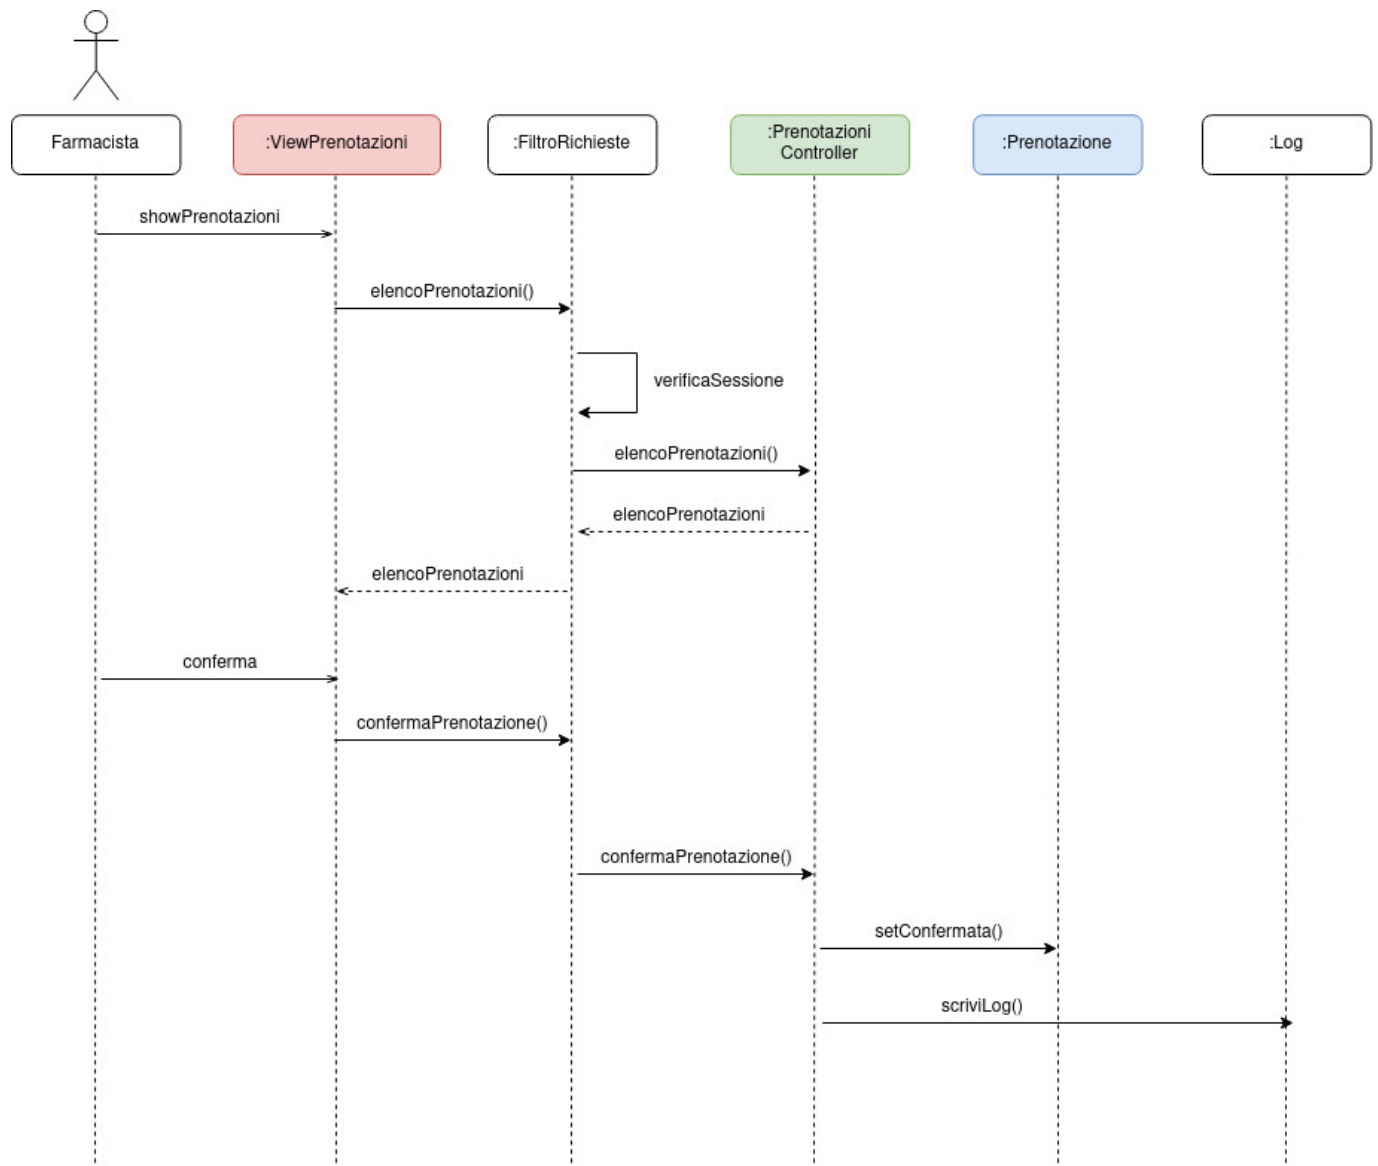 Farmacista
:ViewPrenotazioni
:FiltroRichieste
:Prenotazioni
Controller
:Prenotazione
:Log
showPrenotazioni
elencoPrenotazioni()
verificaSessione
elencoPrenotazioni()
elencoPrenotazioni
elencoPrenotazioni
conferma
confermaPrenotazione()
confermaPrenotazione()
setConfermata()
scriviLog()